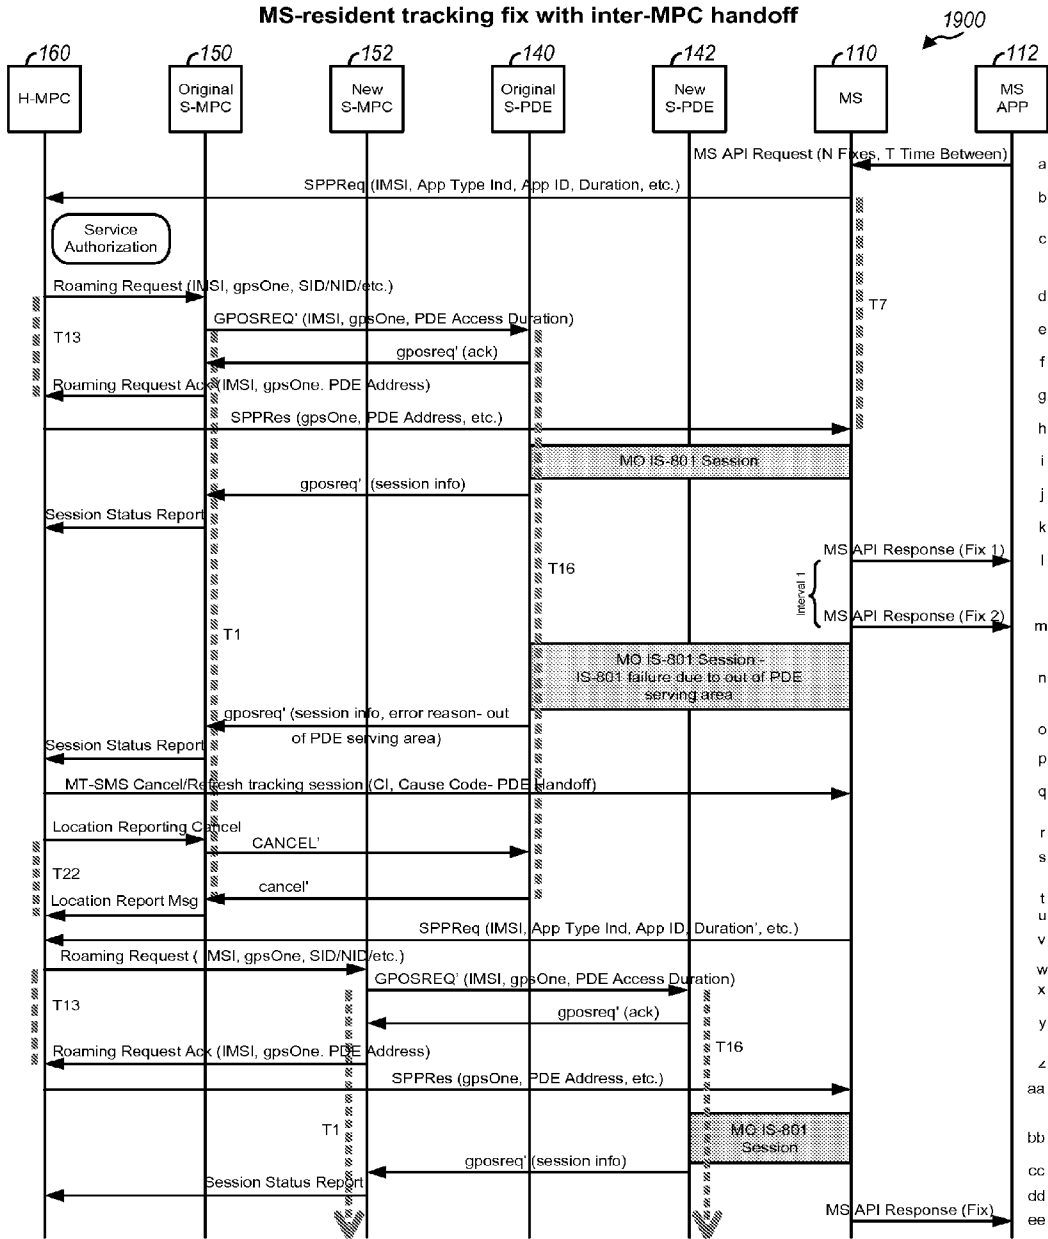 MS-resident tracking fix with inter-MPC handoff
1900
160
150
152
140
142
110
112
H-MPC
Original
S-MPC
New
S-MPC
Original
S-PDE
New
S-PDE
MS
MS
APP
MS API Request (N Fixes, T Time Between)
a
SPPReq (IMSI, App Type Ind, App ID, Duration, etc.)
b
Service
Authorization
c
Roaming Request (IMSI, gpsOne, SID/NID/etc.)
d
T7
T13
GPOSREQ' (IMSI, gpsOne, PDE Access Duration)
e
gposreq' (ack)
f
Roaming Request Ack (IMSI, gpsOne. PDE Address)
g
SPPRes (gpsOne, PDE Address, etc.)
h
MO IS-801 Session
i
gposreq' (session info)
j
Session Status Report
k
MS API Response (Fix 1)
l
T16
Interval 1
MS API Response (Fix 2)
m
T1
MO IS-801 Session -
IS-801 failure due to out of PDE
serving area
n
gposreq' (session info, error reason- out
of PDE serving area)
o
Session Status Report
p
MT-SMS Cancel/Refresh tracking session (CI, Cause Code- PDE Handoff)
q
Location Reporting Cancel
r
CANCEL'
s
T22
cancel'
t
Location Report Msg
u
SPPReq (IMSI, App Type Ind, App ID, Duration', etc.)
v
Roaming Request ( MSI, gpsOne, SID/NID/etc.)
w
GPOSREQ' (IMSI, gpsOne, PDE Access Duration)
x
T13
gposreq' (ack)
y
T16
Roaming Request Ack (IMSI, gpsOne. PDE Address)
z
SPPRes (gpsOne, PDE Address, etc.)
aa
T1
MO IS-801
Session
bb
gposreq' (session info)
cc
Session Status Report
dd
MS API Response (Fix)
ee